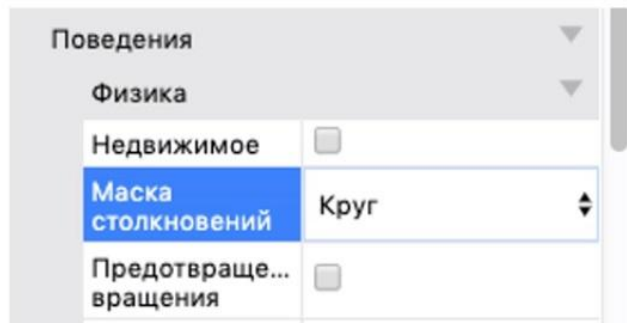 Поведения
Физика
Недвижимое
Маска
столкновений
Круг
Предотвраще...
вращения